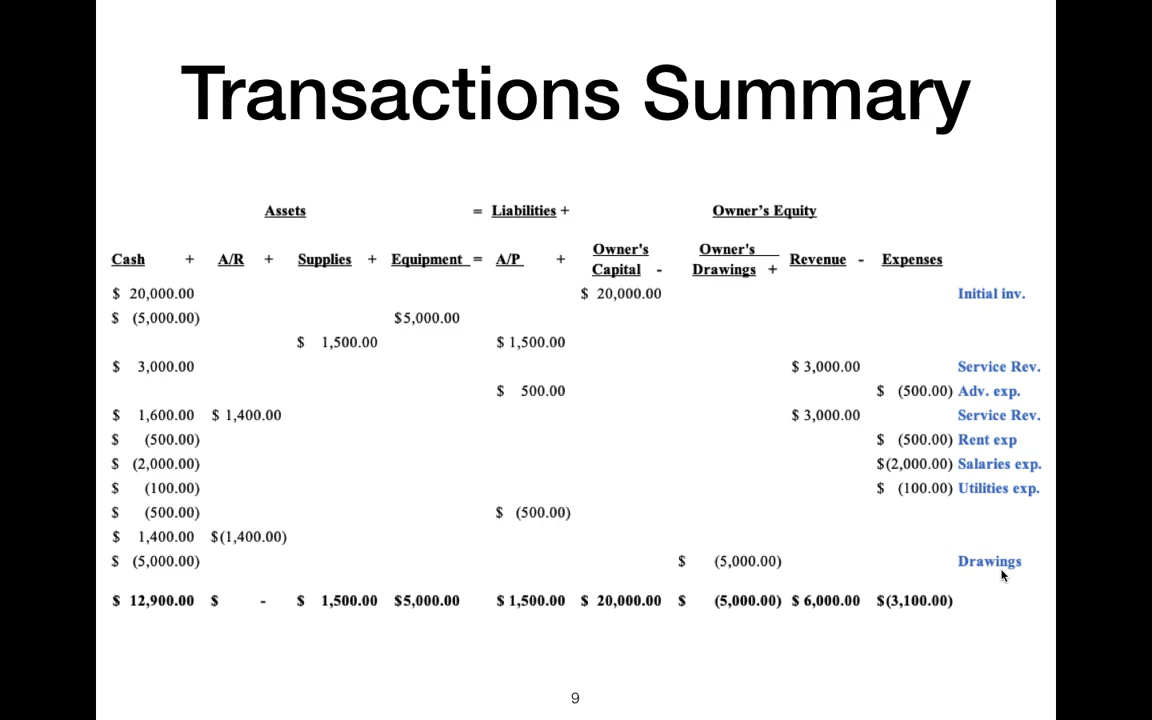 Transactions Summary
Assets = Liabilities + Owner's Equity
Cash + A/R + Supplies + Equipment = A/P + Owner's Capital - Owner's Drawings + Revenue - Expenses
$ 20,000.00 $ 20,000.00 Initial inv.
$ (5,000.00) $5,000.00
$ 1,500.00 $ 1,500.00
$ 3,000.00 $ 3,000.00 Service Rev.
$ 500.00 $ (500.00) Adv. exp.
$ 1,600.00 $ 1,400.00 $ 3,000.00 Service Rev.
$ (500.00) $ (500.00) Rent exp
$ (2,000.00) $(2,000.00) Salaries exp.
$ (100.00) $ (100.00) Utilities exp.
$ (500.00) $ (500.00)
$ 1,400.00 $(1,400.00)
$ (5,000.00) $ (5,000.00) Drawings
$ 12,900.00 $ - $ 1,500.00 $5,000.00 $ 1,500.00 $ 20,000.00 $ (5,000.00) $ 6,000.00 $(3,100.00)
9